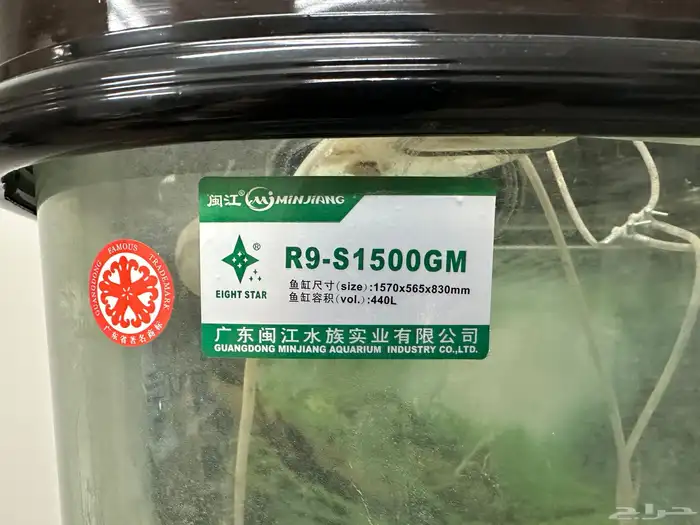 闽江® MJ MINJIANG
GUANGDONG FAMOUS TRADEMARK
广东省著名商标
®
EIGHT STAR
R9-S1500GM
鱼缸尺寸(size):1570x565x830mm
鱼缸容积(vol.):440L
广东闽江水族实业有限公司
GUANGDONG MINJIANG AQUARIUM INDUSTRY CO.,LTD.
حراج